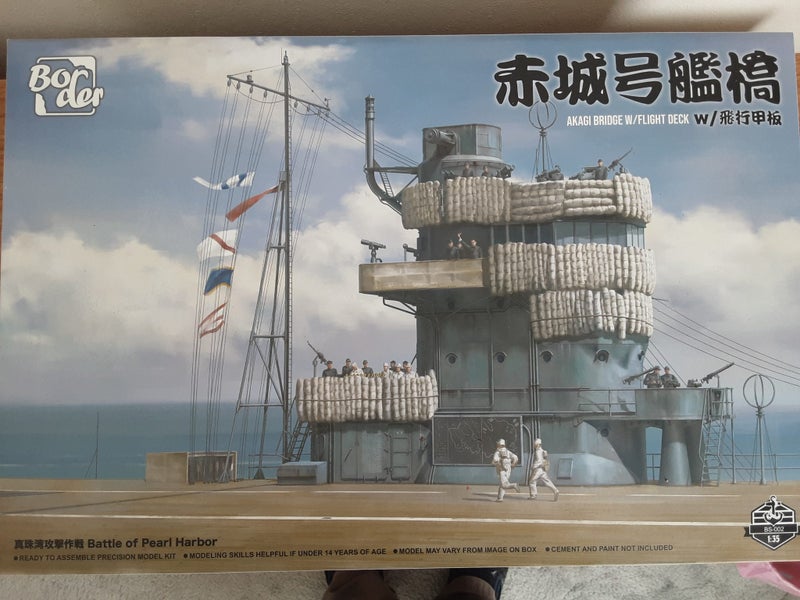 Border
赤城号艦橋
AKAGI BRIDGE W/FLIGHT DECK W/飛行甲板
真珠湾攻撃作戦 Battle of Pearl Harbor
● READY TO ASSEMBLE PRECISION MODEL KIT ● MODELING SKILLS HELPFUL IF UNDER 14 YEARS OF AGE ● MODEL MAY VARY FROM IMAGE ON BOX ● CEMENT AND PAINT NOT INCLUDED
BS-002
1:35